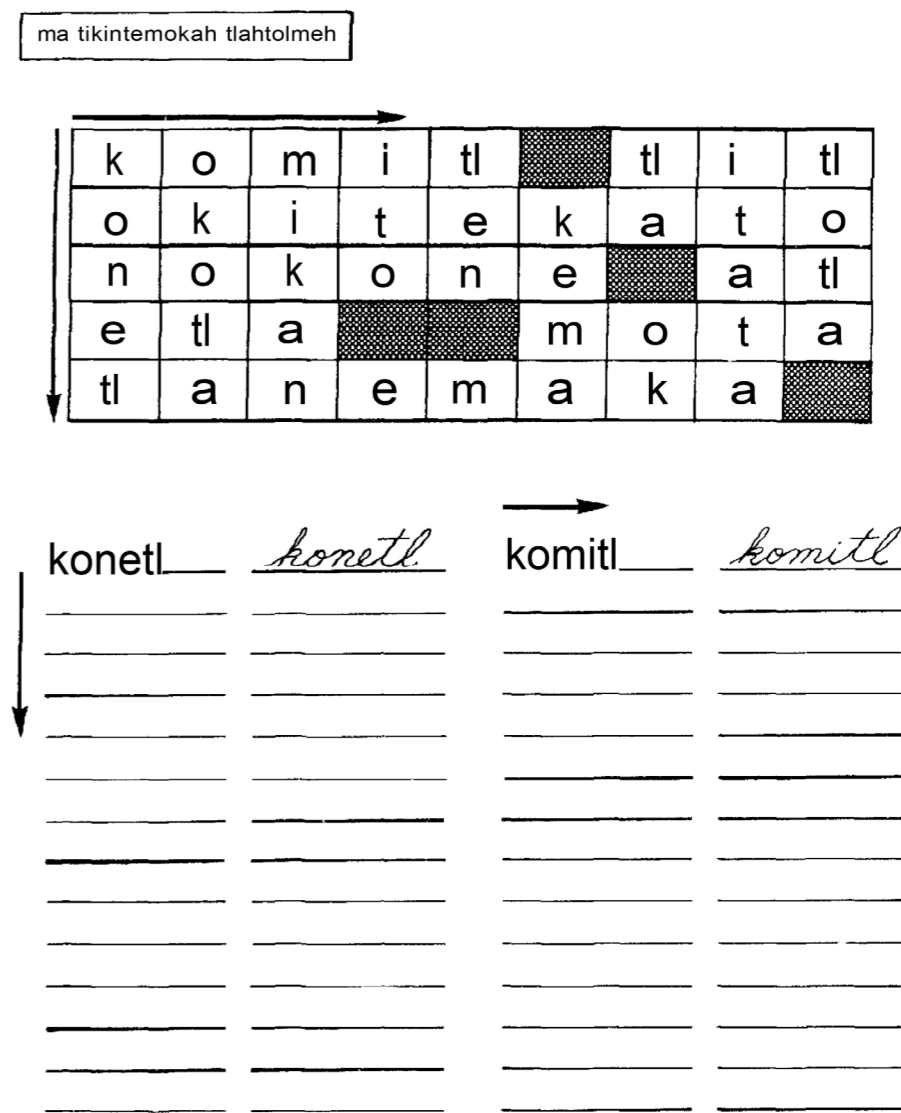 ma tikintemokah tlahtolmeh
k o m i tl tl i tl
o k i t e k a t o
n o k o n e a tl
e tl a m o t a
tl a n e m a k a
konetl konetl komitl komitl